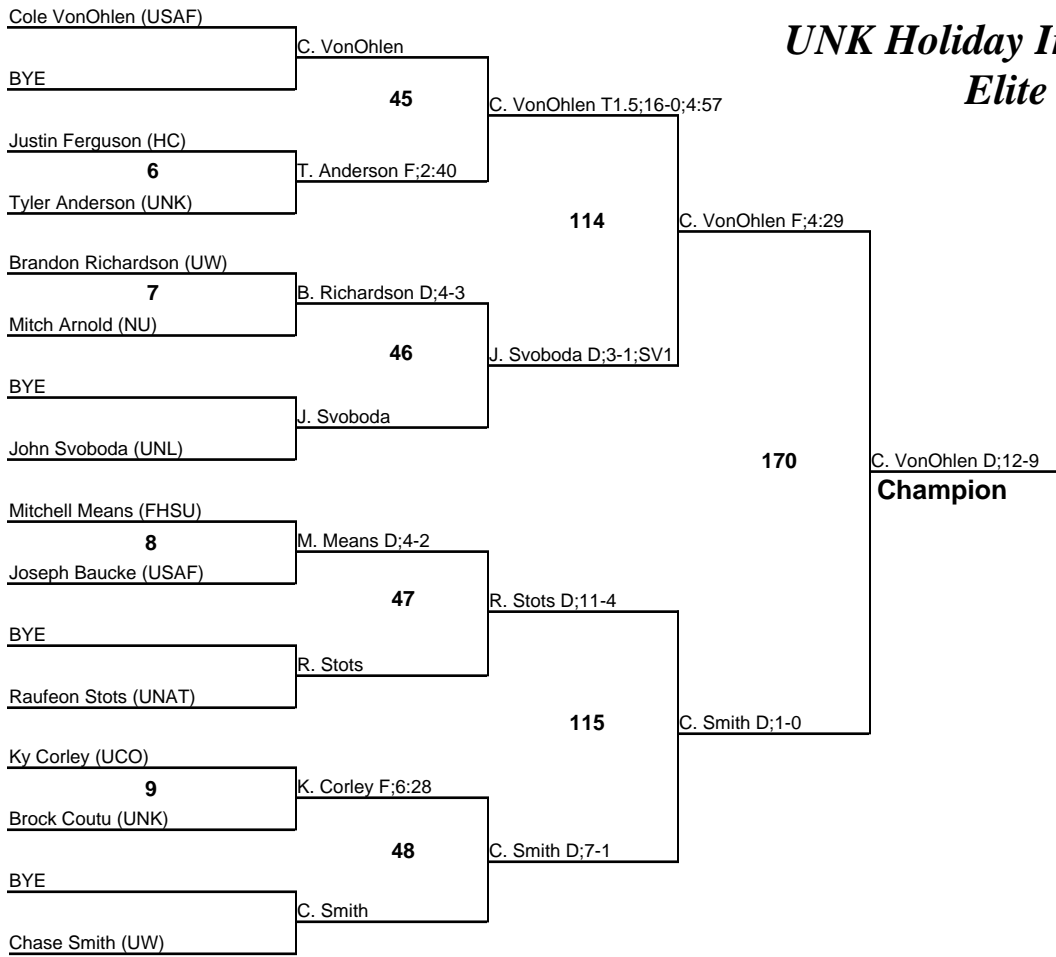 Cole VonOhlen (USAF)
C. VonOhlen
BYE
45
C. VonOhlen T1.5;16-0;4:57
Justin Ferguson (HC)
6
T. Anderson F;2:40
Tyler Anderson (UNK)
114
C. VonOhlen F;4:29
Brandon Richardson (UW)
7
B. Richardson D;4-3
Mitch Arnold (NU)
46
J. Svoboda D;3-1;SV1
BYE
J. Svoboda
John Svoboda (UNL)
170
C. VonOhlen D;12-9
Champion
Mitchell Means (FHSU)
8
M. Means D;4-2
Joseph Baucke (USAF)
47
R. Stots D;11-4
BYE
R. Stots
Raufeon Stots (UNAT)
115
C. Smith D;1-0
Ky Corley (UCO)
9
K. Corley F;6:28
Brock Coutu (UNK)
48
C. Smith D;7-1
BYE
C. Smith
Chase Smith (UW)
UNK Holiday
Elite